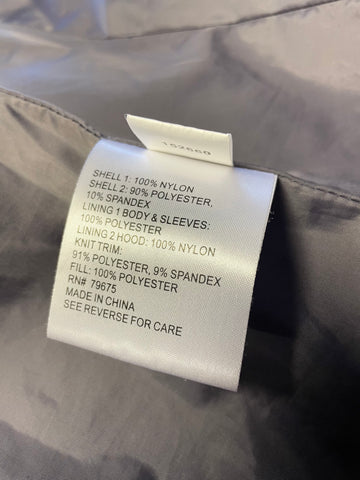 152660
SHELL 1: 100% NYLON
SHELL 2: 90% POLYESTER,
10% SPANDEX
LINING 1 BODY & SLEEVES:
100% POLYESTER
LINING 2 HOOD: 100% NYLON
KNIT TRIM:
91% POLYESTER, 9% SPANDEX
FILL: 100% POLYESTER
RN# 79675
MADE IN CHINA
SEE REVERSE FOR CARE